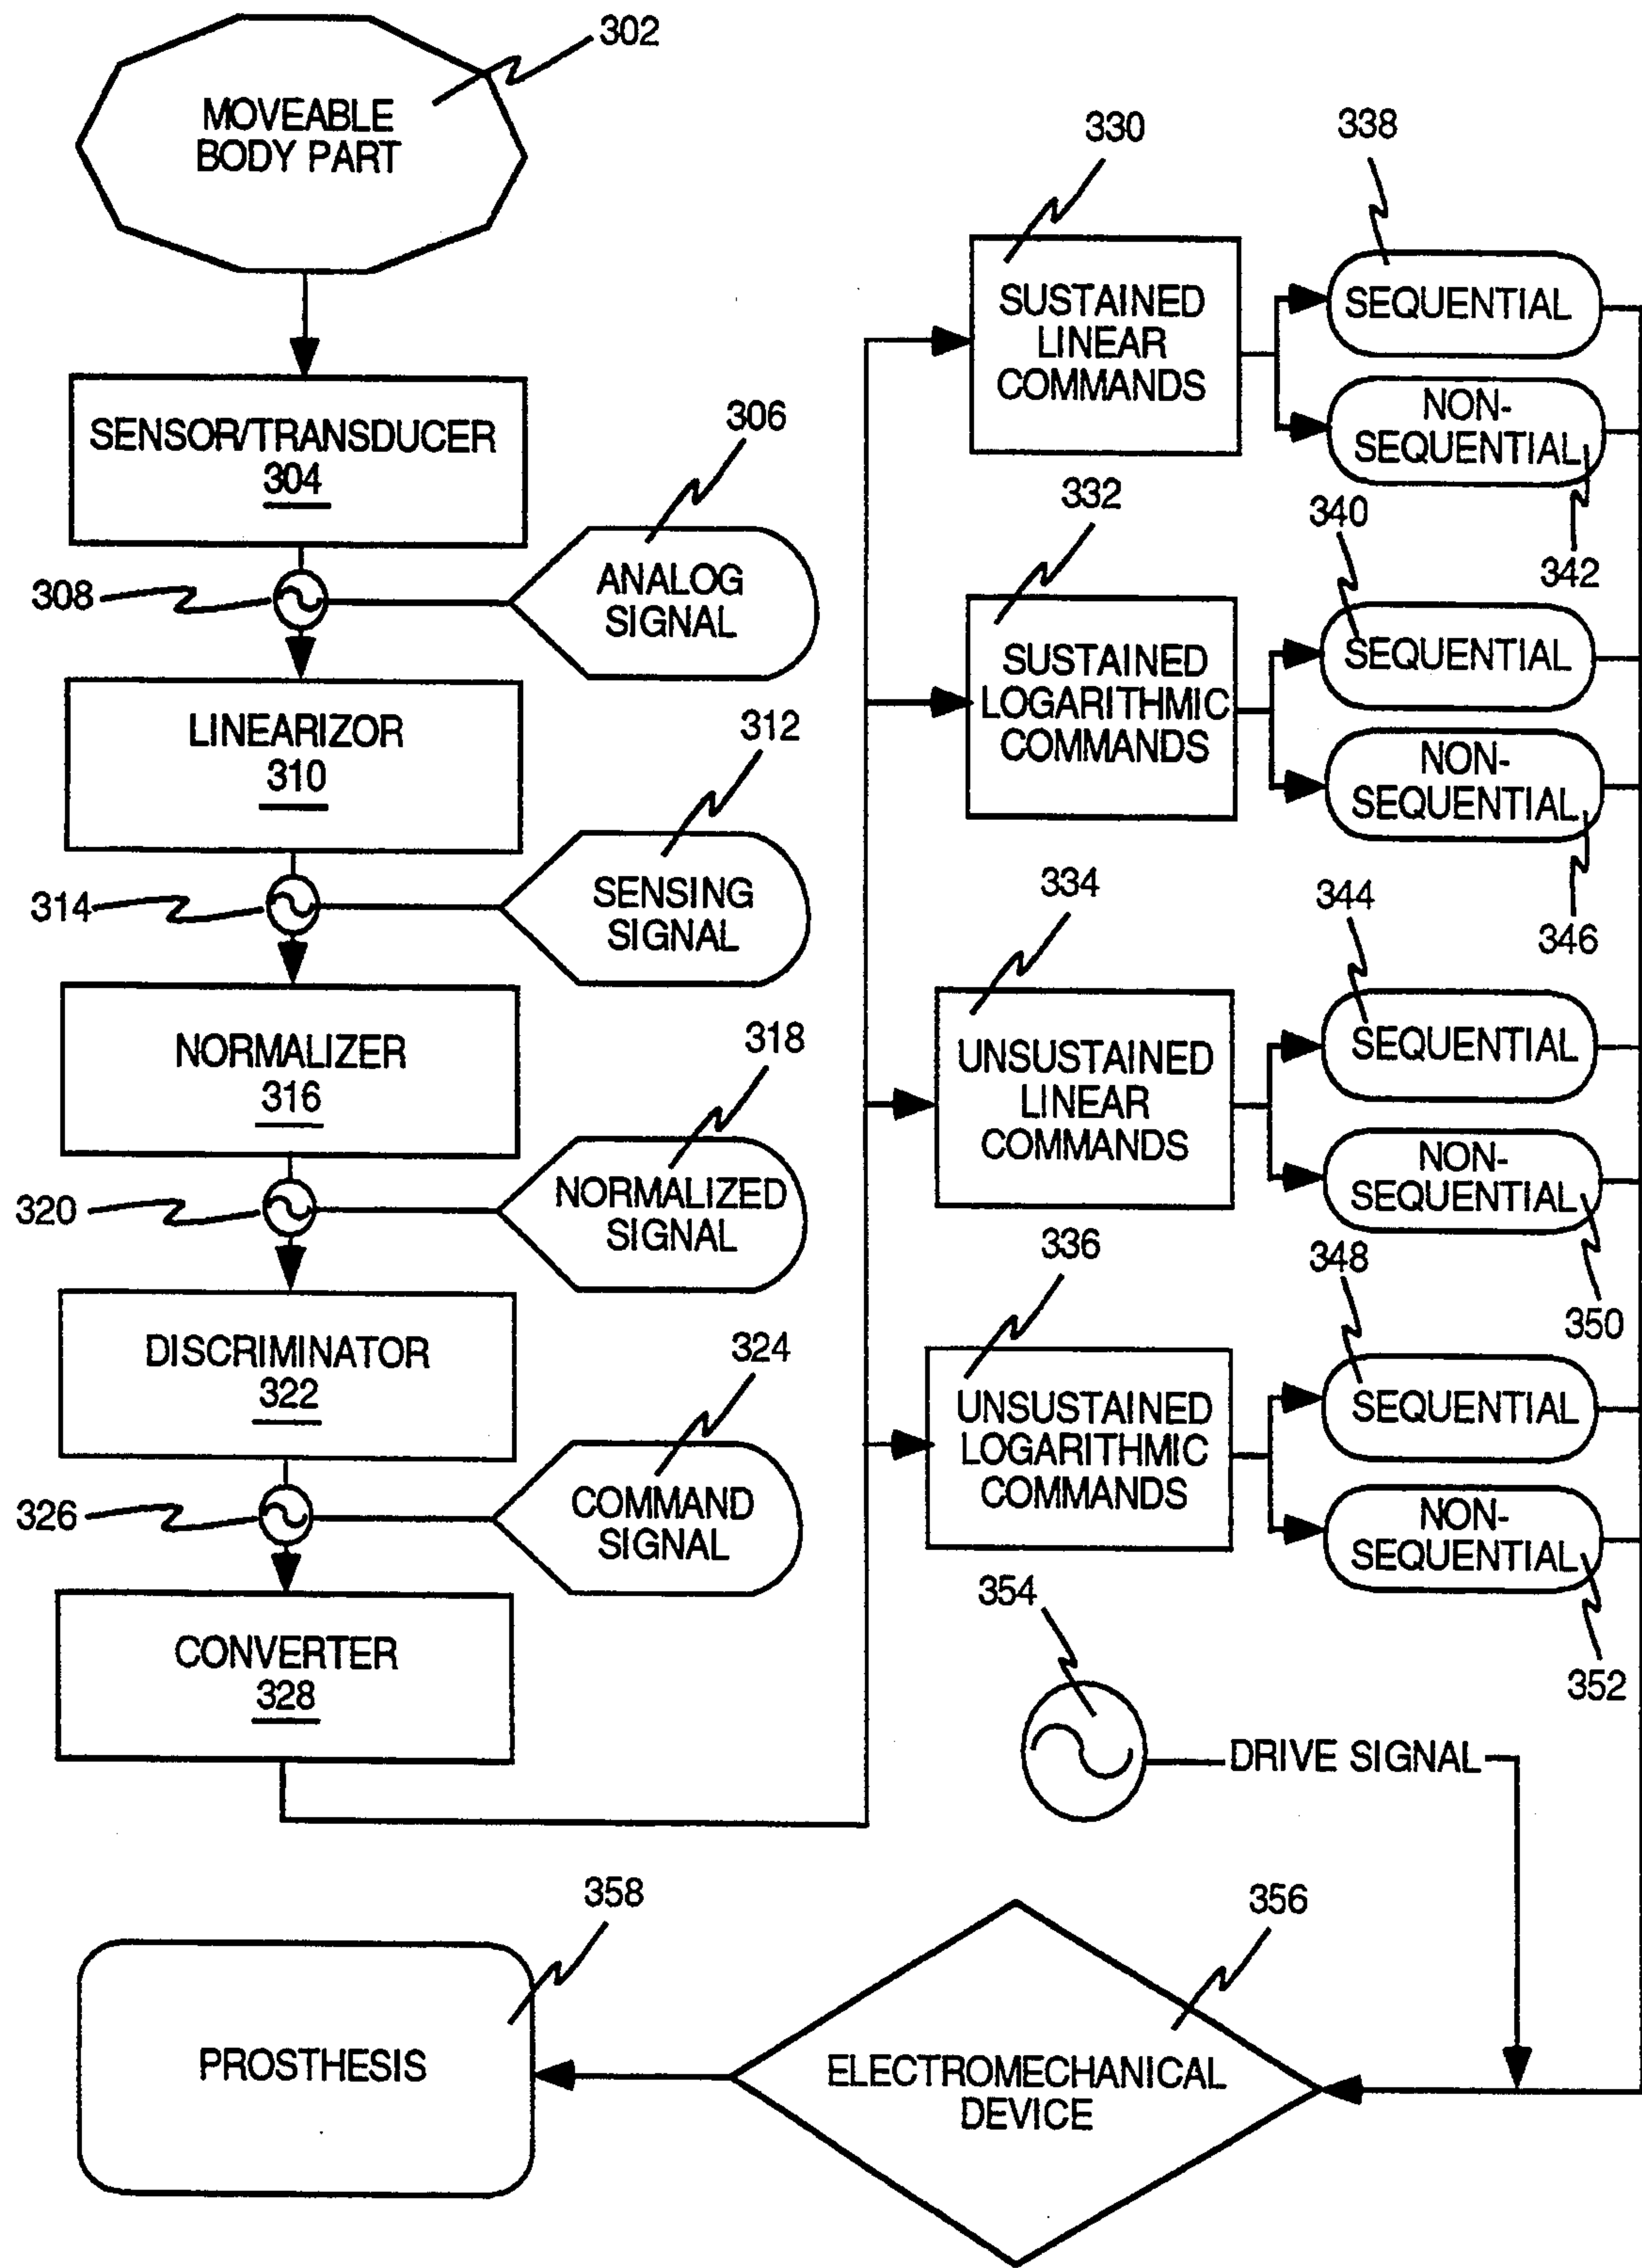 302
MOVEABLE
BODY PART
SENSOR/TRANSDUCER
304
306
ANALOG
SIGNAL
308
LINEARIZOR
310
312
SENSING
SIGNAL
314
NORMALIZER
316
318
NORMALIZED
SIGNAL
320
DISCRIMINATOR
322
324
COMMAND
SIGNAL
326
CONVERTER
328
330
SUSTAINED
LINEAR
COMMANDS
338
SEQUENTIAL
NON-
SEQUENTIAL
342
332
SUSTAINED
LOGARITHMIC
COMMANDS
340
SEQUENTIAL
NON-
SEQUENTIAL
346
334
UNSUSTAINED
LINEAR
COMMANDS
344
SEQUENTIAL
NON-
SEQUENTIAL
350
336
UNSUSTAINED
LOGARITHMIC
COMMANDS
348
SEQUENTIAL
NON-
SEQUENTIAL
352
354
DRIVE SIGNAL
356
ELECTROMECHANICAL
DEVICE
358
PROSTHESIS